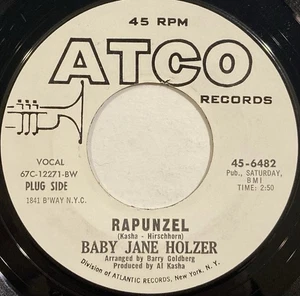 45 RPM
ATCO
RECORDS
VOCAL
67C-12271-BW
PLUG SIDE
1841 B'WAY N.Y.C.
45-6482
Pub., SATURDAY,
BMI
TIME: 2:50
RAPUNZEL
(Kasha - Hirschhorn)
BABY JANE HOLZER
Arranged by Barry Goldberg
Produced by Al Kasha
Division of ATLANTIC RECORDS, New York, N. Y.